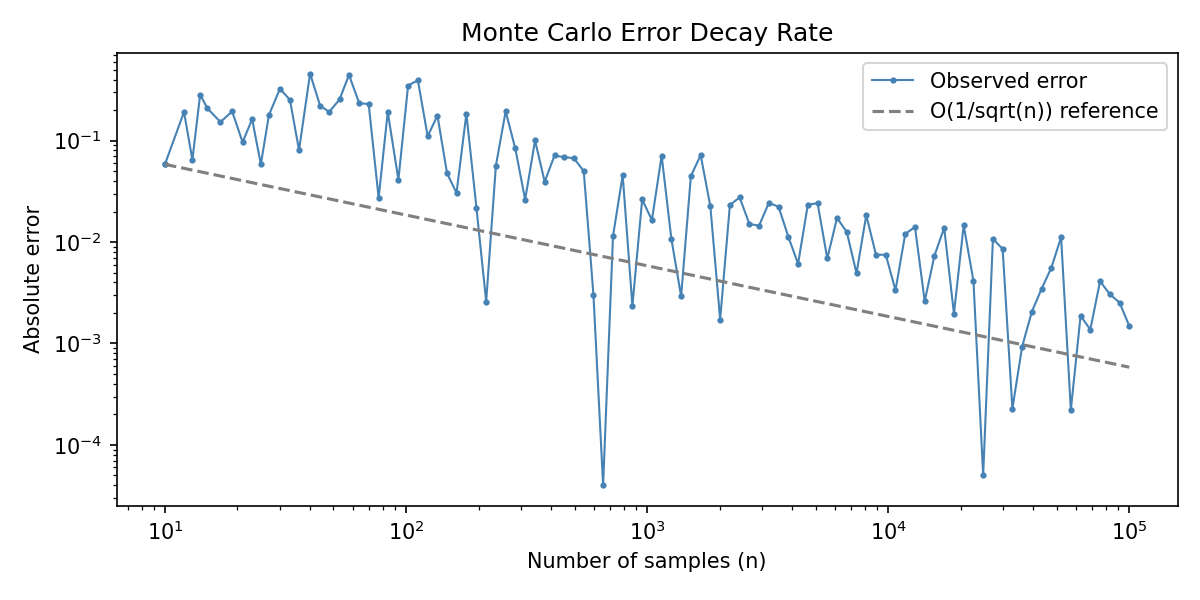 Monte Carlo Error Decay Rate
Observed error
O(1/sqrt(n)) reference
Absolute error
10⁻¹
10⁻²
10⁻³
10⁻⁴
10¹ 10² 10³ 10⁴ 10⁵
Number of samples (n)